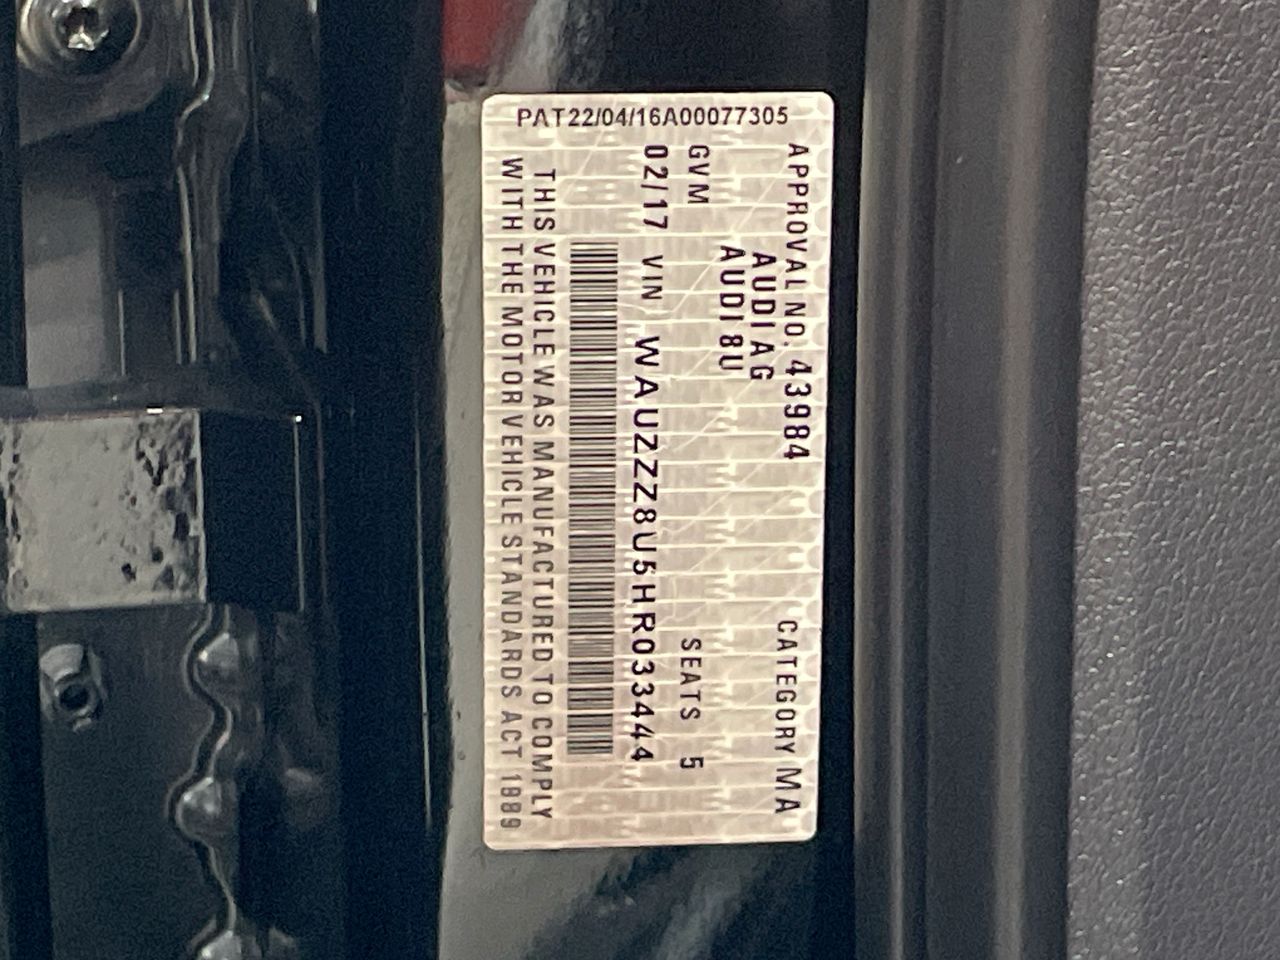 PAT22/04/16A00077305
APPROVAL NO. 43984 CATEGORY MA
AUDI AG
AUDI 8U
GVM SEATS 5
02/17 VIN WAUZZZ8U5HR033444
THIS VEHICLE WAS MANUFACTURED TO COMPLY
WITH THE MOTOR VEHICLE STANDARDS ACT 1989